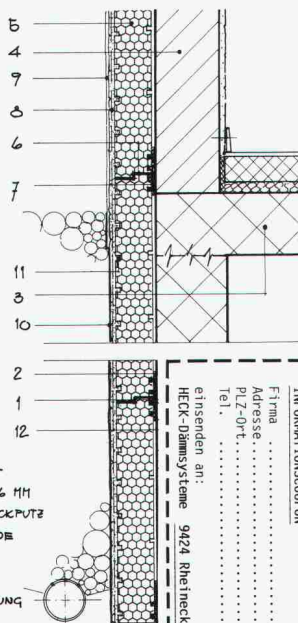 5
4
9
8
6
7
11
3
10
2
1
12
6 MM
CKPUTZ
DE
UNG
INFORMATIONSCOUPON
Firma
Adresse
PLZ-Ort
Tel.
einsenden an:
HECK-Dämmsysteme 9424 Rheineck